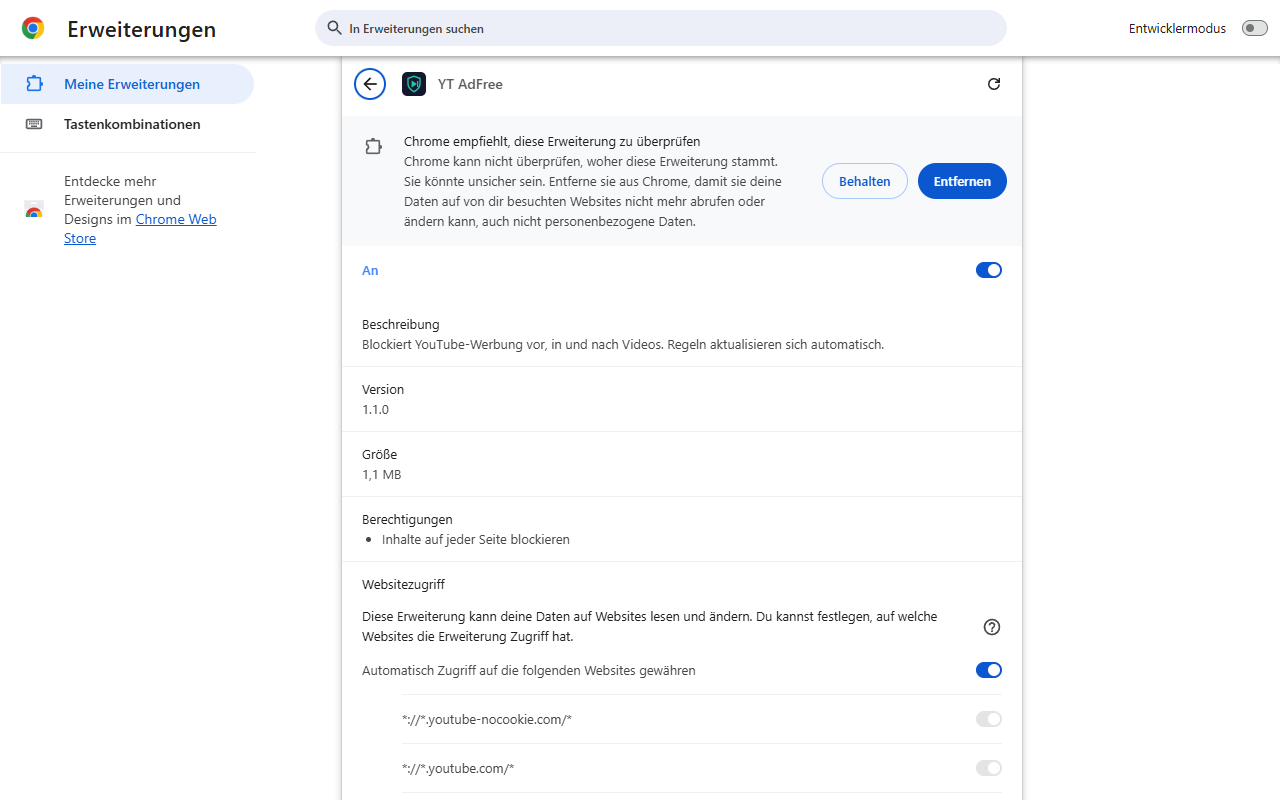 Erweiterungen
In Erweiterungen suchen
Entwicklermodus
Meine Erweiterungen
Tastenkombinationen
Entdecke mehr
Erweiterungen und
Designs im Chrome Web
Store
YT AdFree
Chrome empfiehlt, diese Erweiterung zu überprüfen
Chrome kann nicht überprüfen, woher diese Erweiterung stammt.
Sie könnte unsicher sein. Entferne sie aus Chrome, damit sie deine
Daten auf von dir besuchten Websites nicht mehr abrufen oder
ändern kann, auch nicht personenbezogene Daten.
Behalten
Entfernen
An
Beschreibung
Blockiert YouTube-Werbung vor, in und nach Videos. Regeln aktualisieren sich automatisch.
Version
1.1.0
Größe
1,1 MB
Berechtigungen
• Inhalte auf jeder Seite blockieren
Websitezugriff
Diese Erweiterung kann deine Daten auf Websites lesen und ändern. Du kannst festlegen, auf welche
Websites die Erweiterung Zugriff hat.
Automatisch Zugriff auf die folgenden Websites gewähren
*://*.youtube-nocookie.com/*
*://*.youtube.com/*